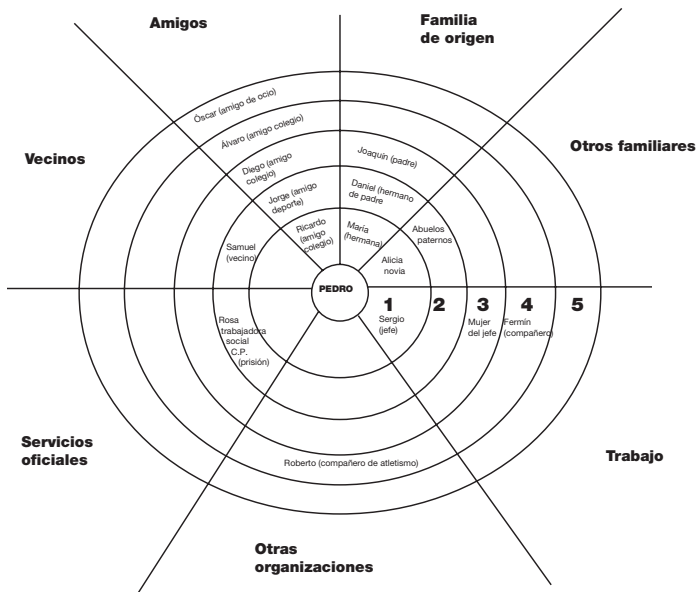 Amigos
Familia
de origen
Óscar (amigo de ocio)
Álvaro (amigo colegio)
Vecinos
Otros familiares
Diego (amigo
colegio)
Joaquín (padre)
Jorge (amigo
deporte)
Daniel (hermano
de padre
Ricardo
(amigo
colegio)
María
(hermana)
Abuelos
paternos
Samuel
(vecino)
Alicia
novia
PEDRO
1
2
3
4
5
Rosa
trabajadora
social
C.P.
(prisión)
Sergio
(jefe)
Mujer
del jefe
Fermín
(compañero)
Servicios
oficiales
Trabajo
Roberto (compañero de atletismo)
Otras
organizaciones